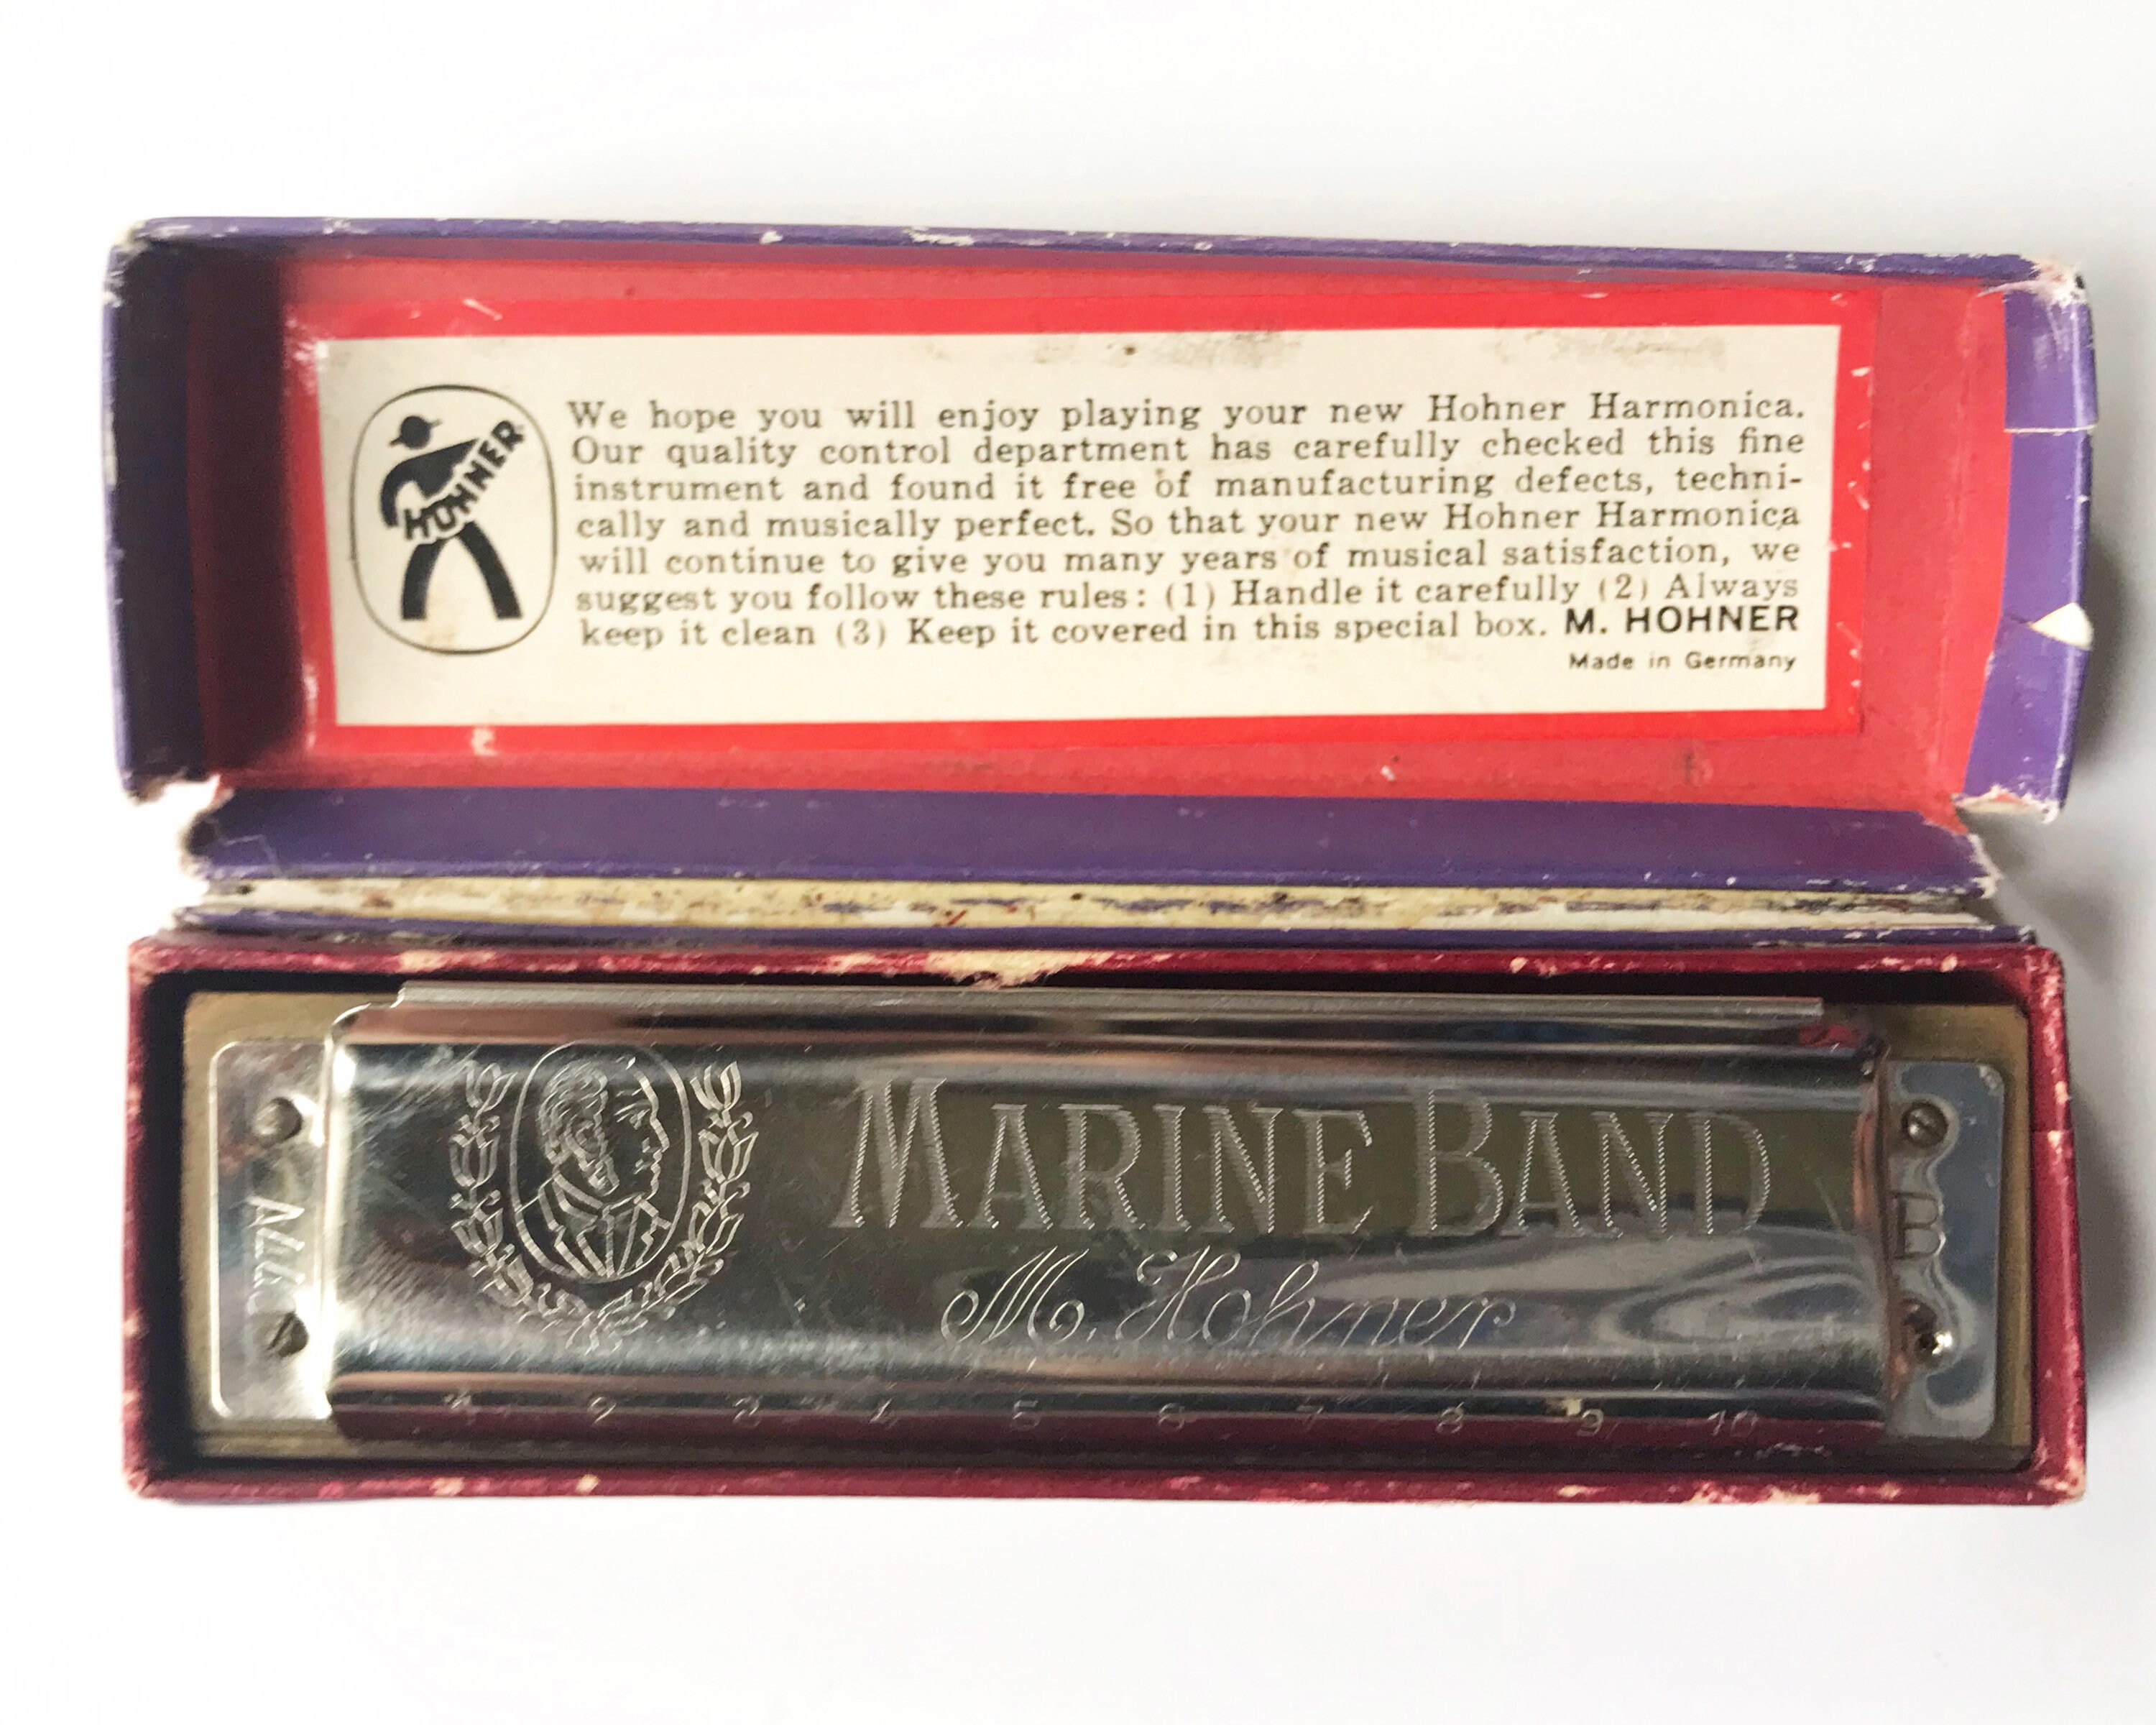 HOHNER
We hope you will enjoy playing your new Hohner Harmonica.
Our quality control department has carefully checked this fine
instrument and found it free of manufacturing defects, techni-
cally and musically perfect. So that your new Hohner Harmonica
will continue to give you many years of musical satisfaction, we
suggest you follow these rules: (1) Handle it carefully (2) Always
keep it clean (3) Keep it covered in this special box. M. HOHNER
Made in Germany
MARINE BAND
M. Hohner
1 2 3 4 5 6 7 8 9 10